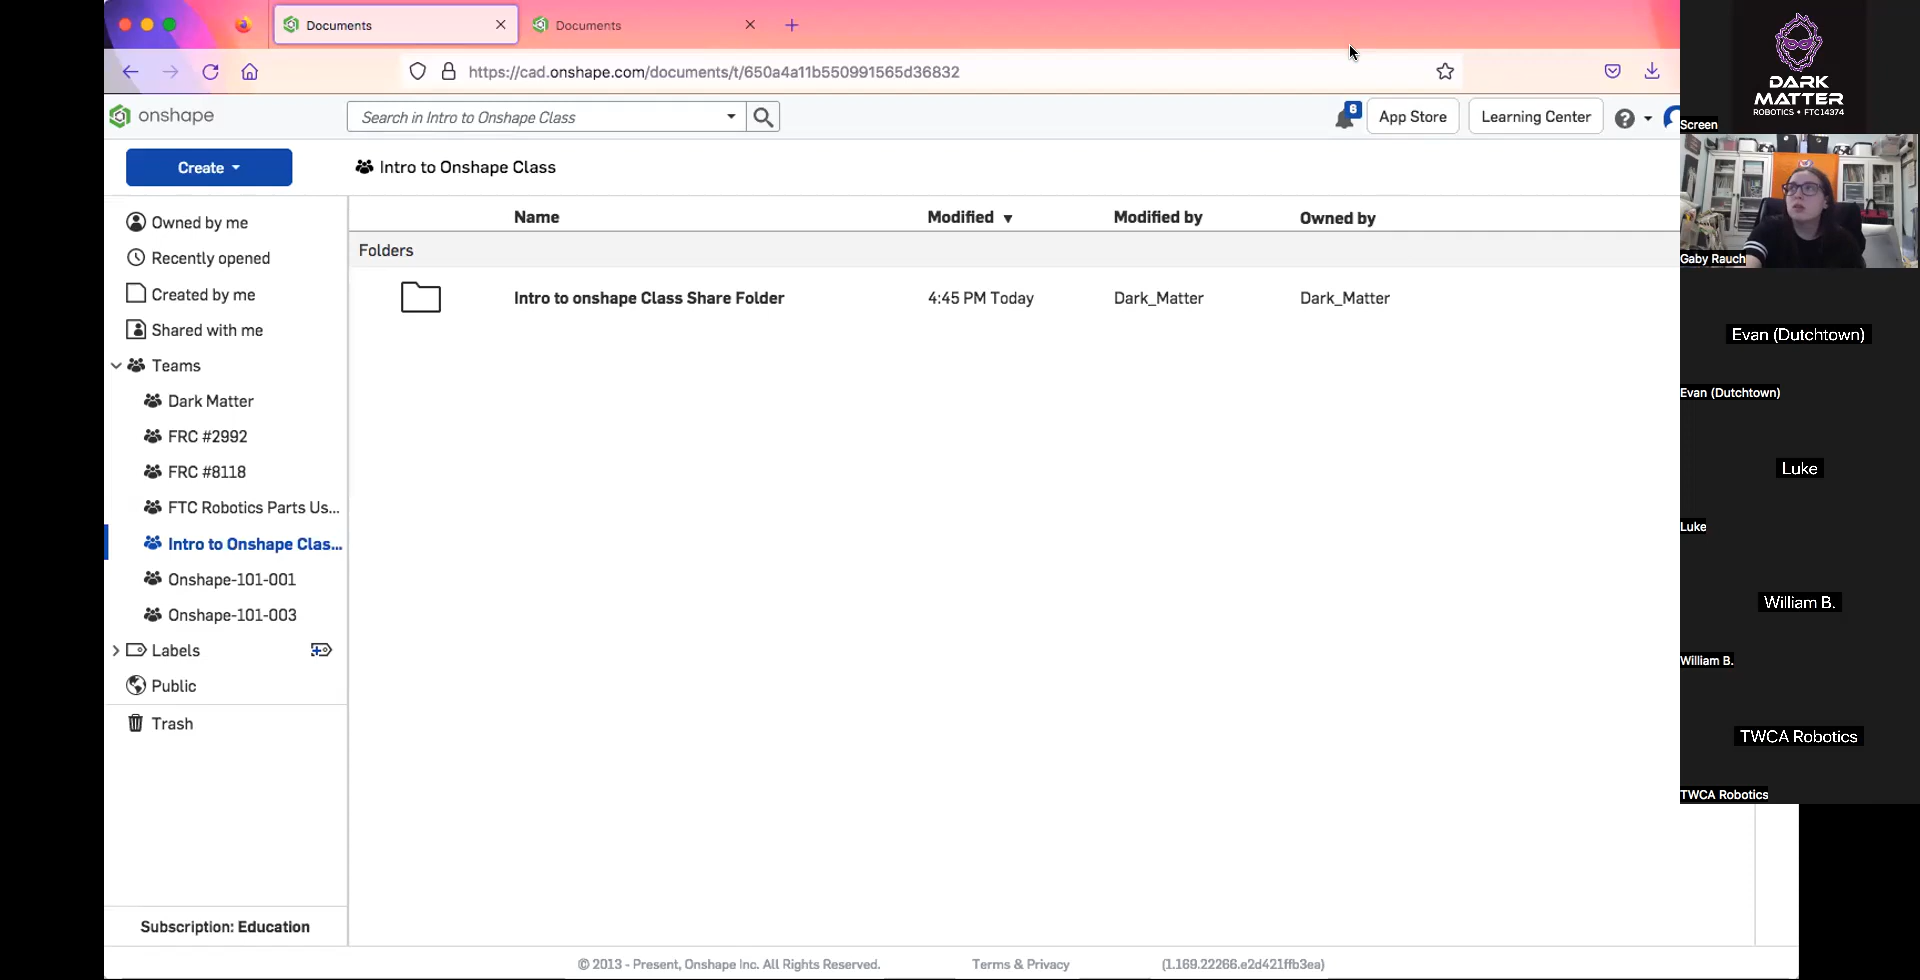 Documents
Documents
https://cad.onshape.com/documents/t/650a4a11b550991565d36832
onshape
Search in Intro to Onshape Class
8
App Store
Learning Center
Create
Intro to Onshape Class
Owned by me
Recently opened
Created by me
Shared with me
Teams
Dark Matter
FRC #2992
FRC #8118
FTC Robotics Parts Us...
Intro to Onshape Clas...
Onshape-101-001
Onshape-101-003
Labels
Public
Trash
Subscription: Education
Name Modified Modified by Owned by
Folders
Intro to onshape Class Share Folder 4:45 PM Today Dark_Matter Dark_Matter
© 2013 - Present, Onshape Inc. All Rights Reserved. Terms & Privacy (1.169.22266.e2d421ffb3ea)
DARK
MATTER
ROBOTICS • FTC14374
Screen
Gaby Rauch
Evan (Dutchtown)
Evan (Dutchtown)
Luke
Luke
William B.
William B.
TWCA Robotics
TWCA Robotics